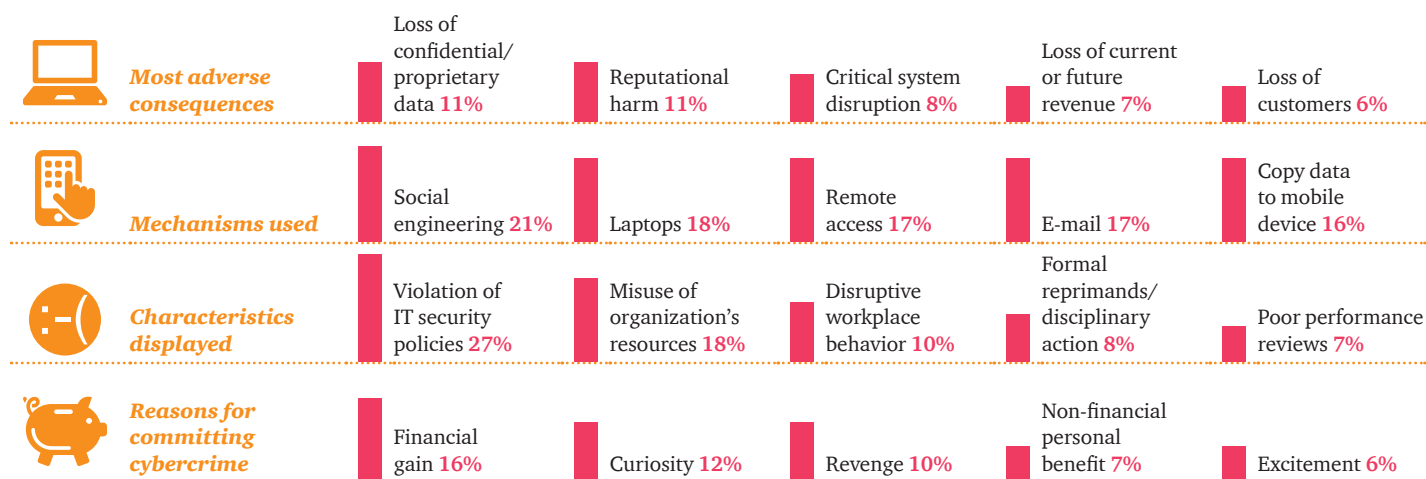 Most adverse
consequences
Loss of
confidential/
proprietary
data 11%
Reputational
harm 11%
Critical system
disruption 8%
Loss of current
or future
revenue 7%
Loss of
customers 6%
Mechanisms used
Social
engineering 21%
Laptops 18%
Remote
access 17%
E-mail 17%
Copy data
to mobile
device 16%
Characteristics
displayed
Violation of
IT security
policies 27%
Misuse of
organization’s
resources 18%
Disruptive
workplace
behavior 10%
Formal
reprimands/
disciplinary
action 8%
Poor performance
reviews 7%
Reasons for
committing
cybercrime
Financial
gain 16%
Curiosity 12%
Revenge 10%
Non-financial
personal
benefit 7%
Excitement 6%